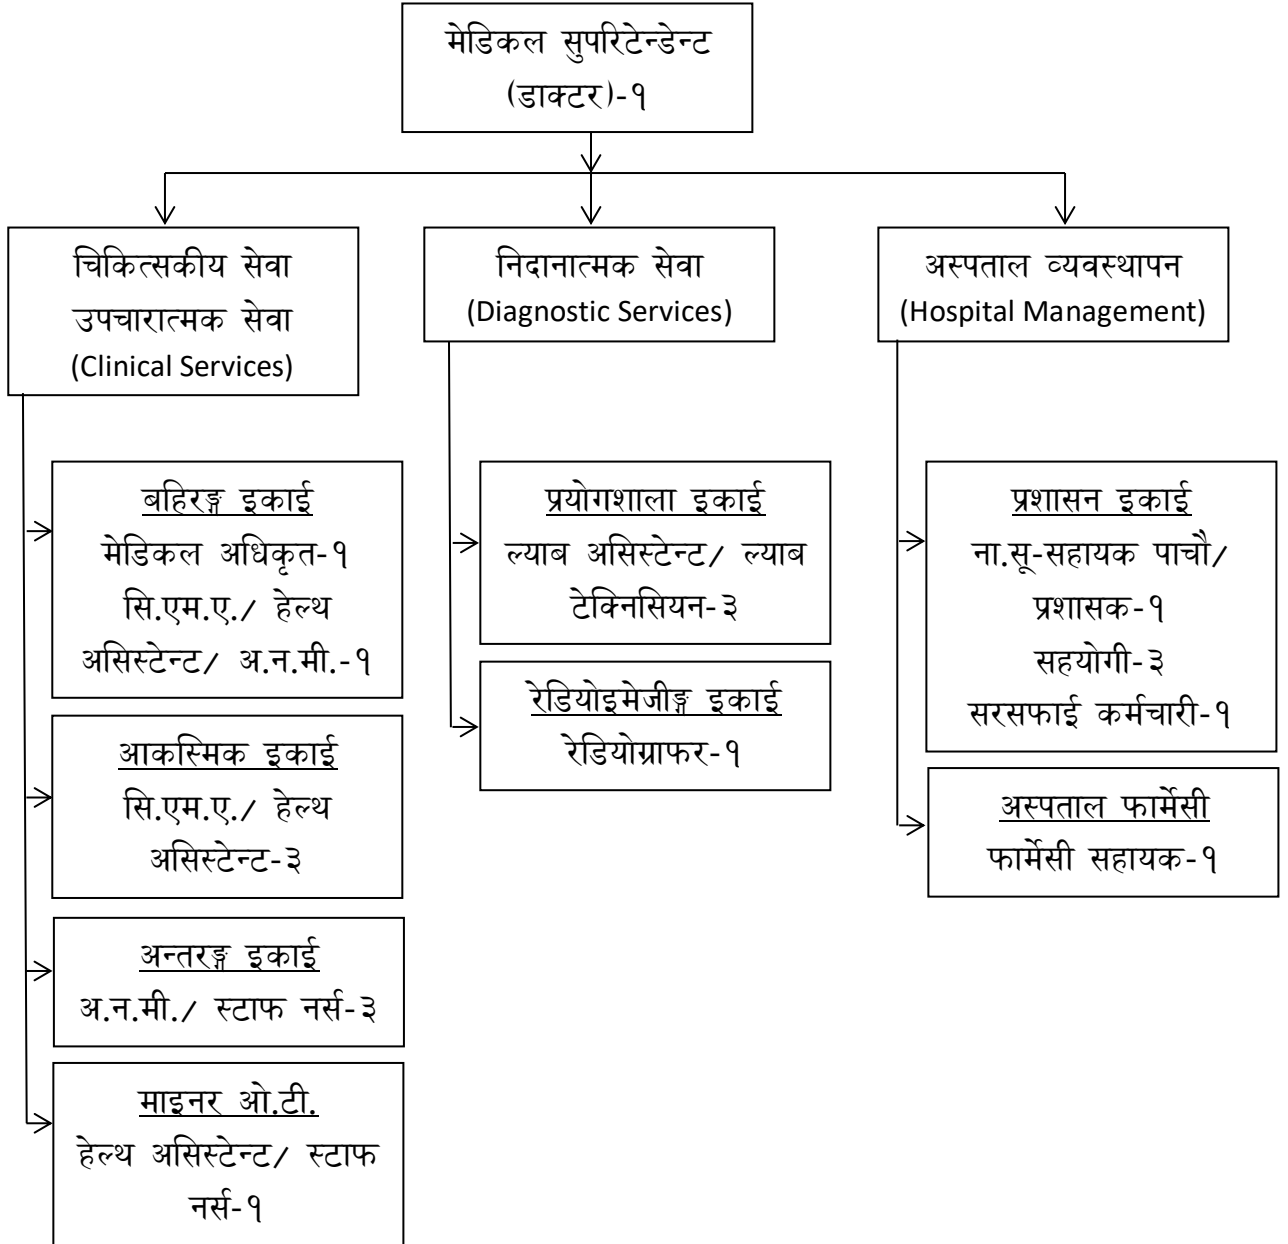 मेडिकल सुपरिटेन्डेन्ट
(डाक्टर)-१
चिकित्सकीय सेवा
उपचारात्मक सेवा
(Clinical Services)
बहिरङ्ग इकाई
मेडिकल अधिकृत-१
सि.एम.ए./ हेल्थ
असिस्टेन्ट/ अ.न.मी.-१
आकस्मिक इकाई
सि.एम.ए./ हेल्थ
असिस्टेन्ट-३
अन्तरङ्ग इकाई
अ.न.मी./ स्टाफ नर्स-३
माइनर ओ.टी.
हेल्थ असिस्टेन्ट/ स्टाफ
नर्स-१
निदानात्मक सेवा
(Diagnostic Services)
प्रयोगशाला इकाई
ल्याब असिस्टेन्ट/ ल्याब
टेक्निसियन-३
रेडियोइमेजीङ्ग इकाई
रेडियोग्राफर-१
अस्पताल व्यवस्थापन
(Hospital Management)
प्रशासन इकाई
ना.सू-सहायक पाचौ/
प्रशासक-१
सहयोगी-३
सरसफाई कर्मचारी-१
अस्पताल फार्मेसी
फार्मेसी सहायक-१